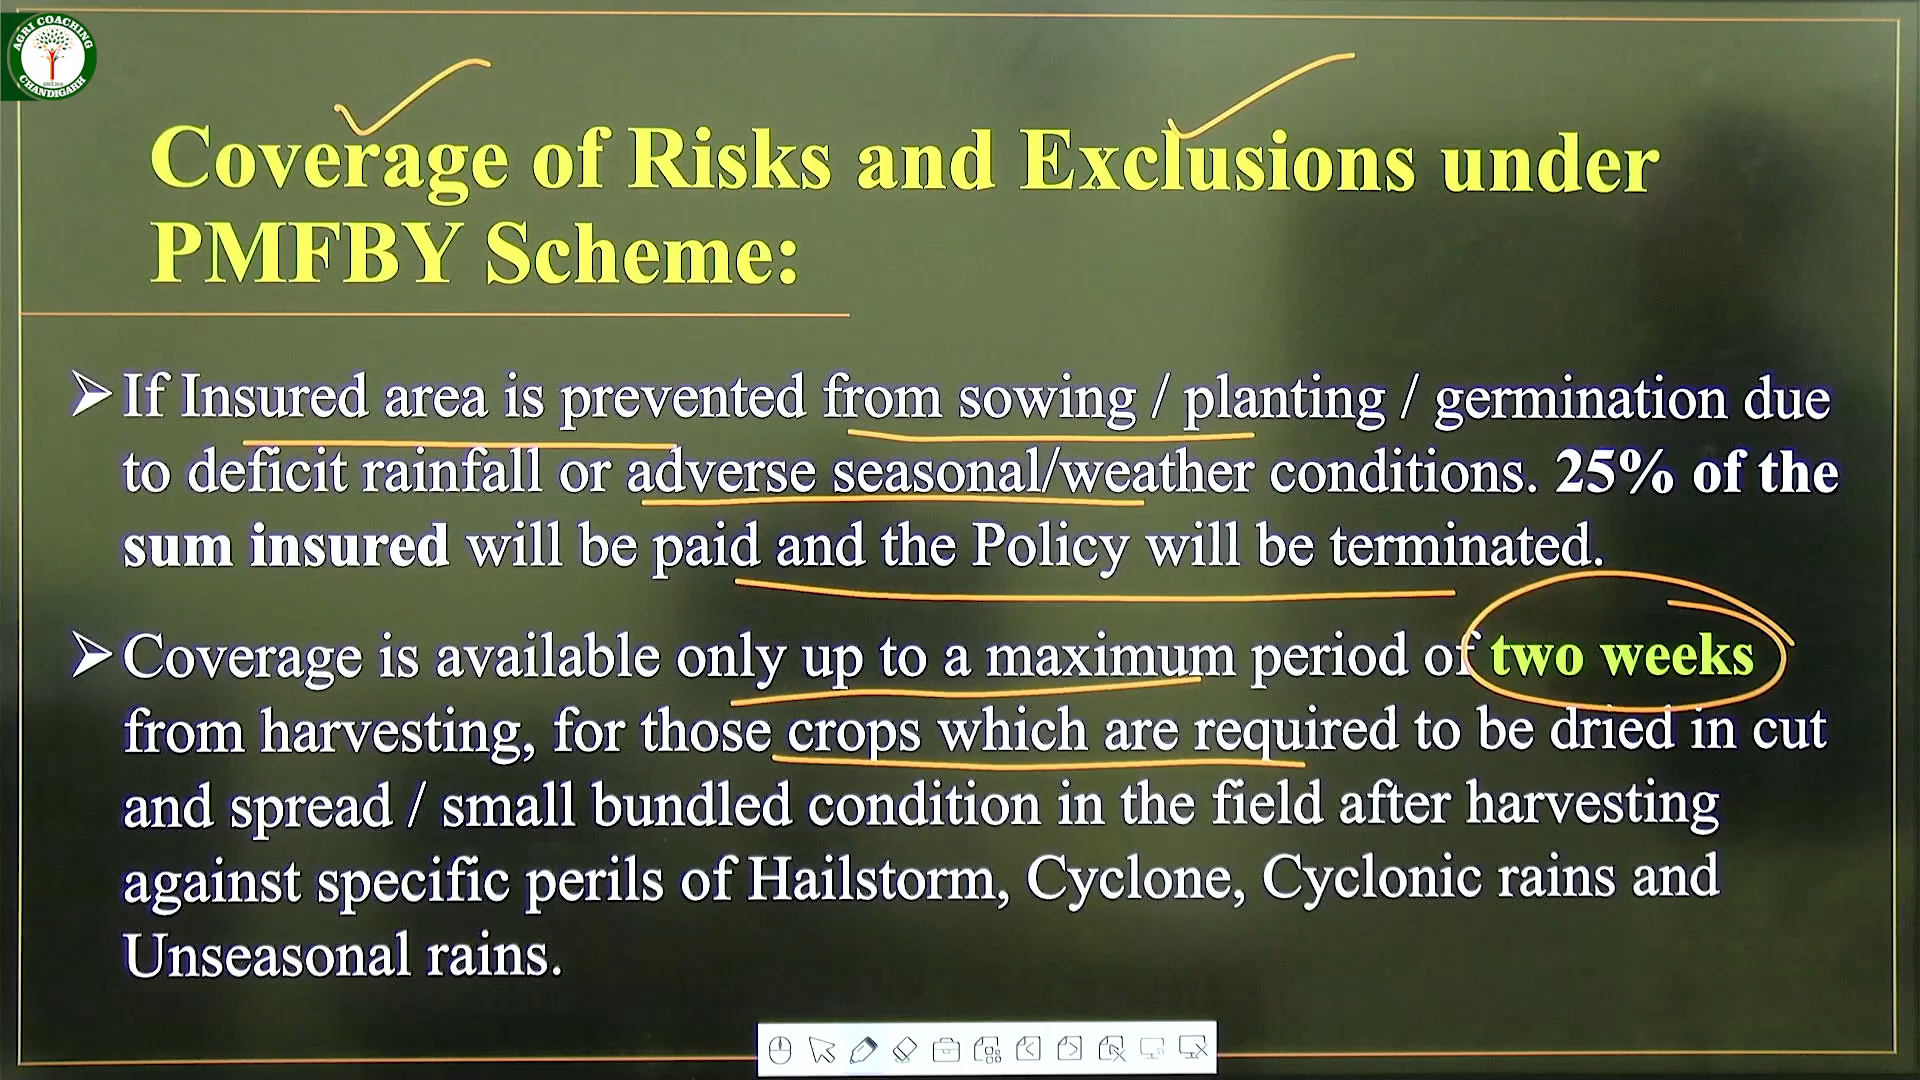 AGRI COACHING
CHANDIGARH
Coverage of Risks and Exclusions under
PMFBY Scheme:
➢If Insured area is prevented from sowing / planting / germination due
to deficit rainfall or adverse seasonal/weather conditions. 25% of the
sum insured will be paid and the Policy will be terminated.
➢Coverage is available only up to a maximum period of two weeks
from harvesting, for those crops which are required to be dried in cut
and spread / small bundled condition in the field after harvesting
against specific perils of Hailstorm, Cyclone, Cyclonic rains and
Unseasonal rains.